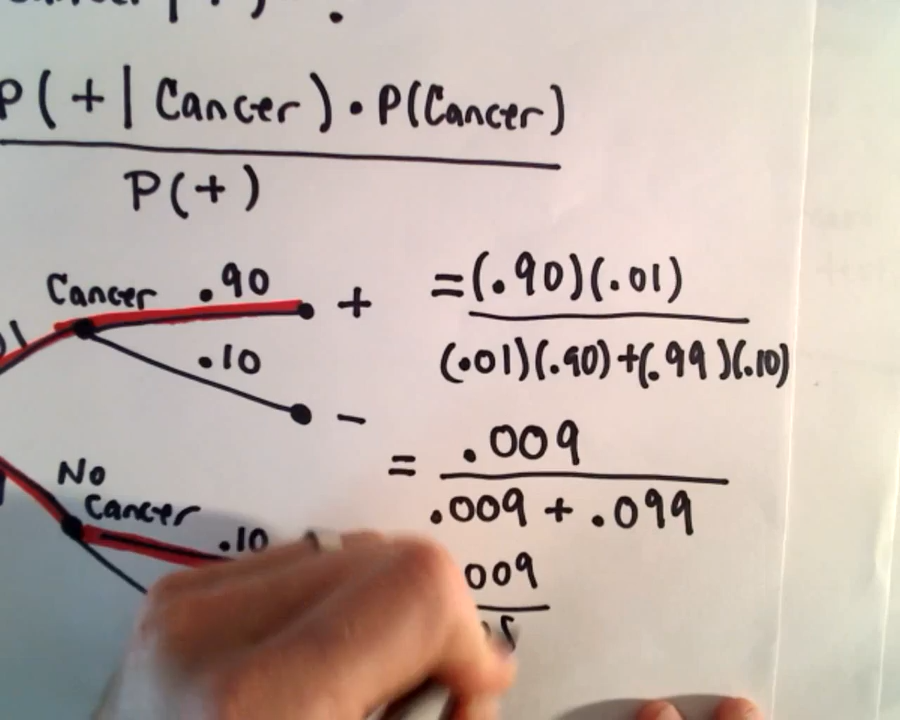 P(+|Cancer)·P(Cancer)
P(+)
Cancer .90 +
.10 −
No
Cancer
.10
=(.90)(.01)
(.01)(.90)+(.99)(.10)
= .009
.009 + .099
009